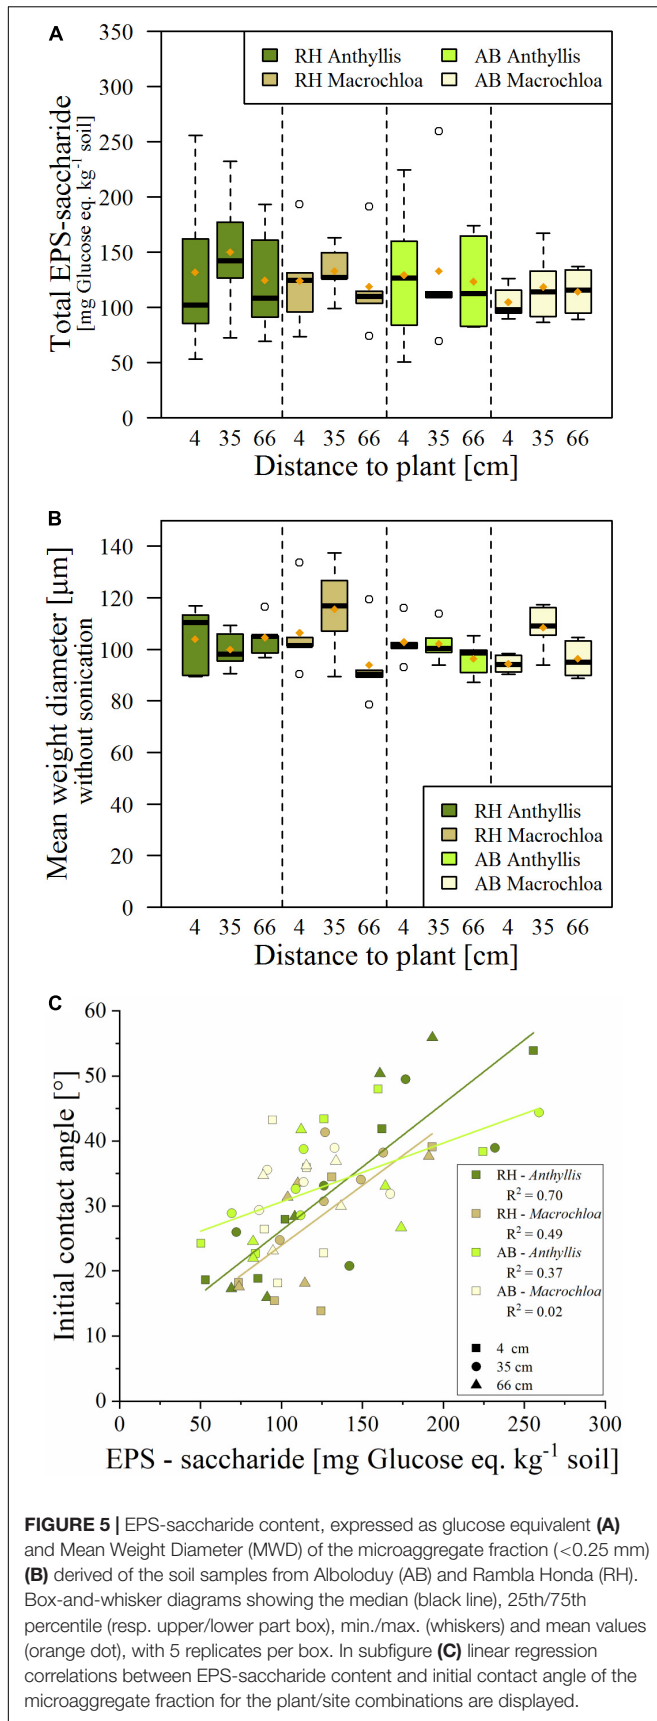 A
350
300
250
200
150
100
50
0
Total EPS-saccharide
[mg Glucose eq. kg-1 soil]
RH Anthyllis
RH Macrochloa
AB Anthyllis
AB Macrochloa
4 35 66 4 35 66 4 35 66 4 35 66
Distance to plant [cm]
B
140
120
100
80
60
40
20
0
Mean weight diameter [µm]
without sonication
RH Anthyllis
RH Macrochloa
AB Anthyllis
AB Macrochloa
4 35 66 4 35 66 4 35 66 4 35 66
Distance to plant [cm]
C
60
50
40
30
20
10
0
Initial contact angle [°]
RH - Anthyllis
R2 = 0.70
RH - Macrochloa
R2 = 0.49
AB - Anthyllis
R2 = 0.37
AB - Macrochloa
R2 = 0.02
4 cm
35 cm
66 cm
0 50 100 150 200 250 300
EPS - saccharide [mg Glucose eq. kg-1 soil]
FIGURE 5 | EPS-saccharide content, expressed as glucose equivalent (A)
and Mean Weight Diameter (MWD) of the microaggregate fraction (<0.25 mm)
(B) derived of the soil samples from Alboloduy (AB) and Rambla Honda (RH).
Box-and-whisker diagrams showing the median (black line), 25th/75th
percentile (resp. upper/lower part box), min./max. (whiskers) and mean values
(orange dot), with 5 replicates per box. In subfigure (C) linear regression
correlations between EPS-saccharide content and initial contact angle of the
microaggregate fraction for the plant/site combinations are displayed.